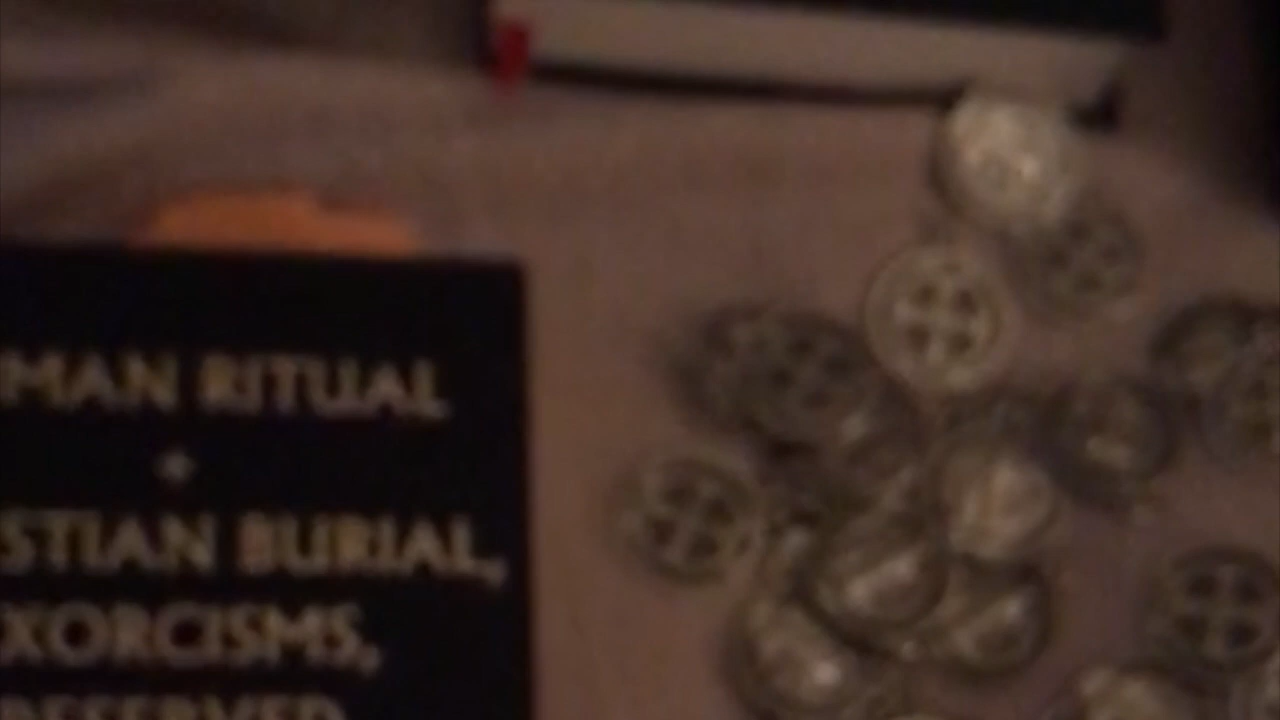 MAN RITUAL
STIAN BURIAL,
XORCISMS,
RESERVED